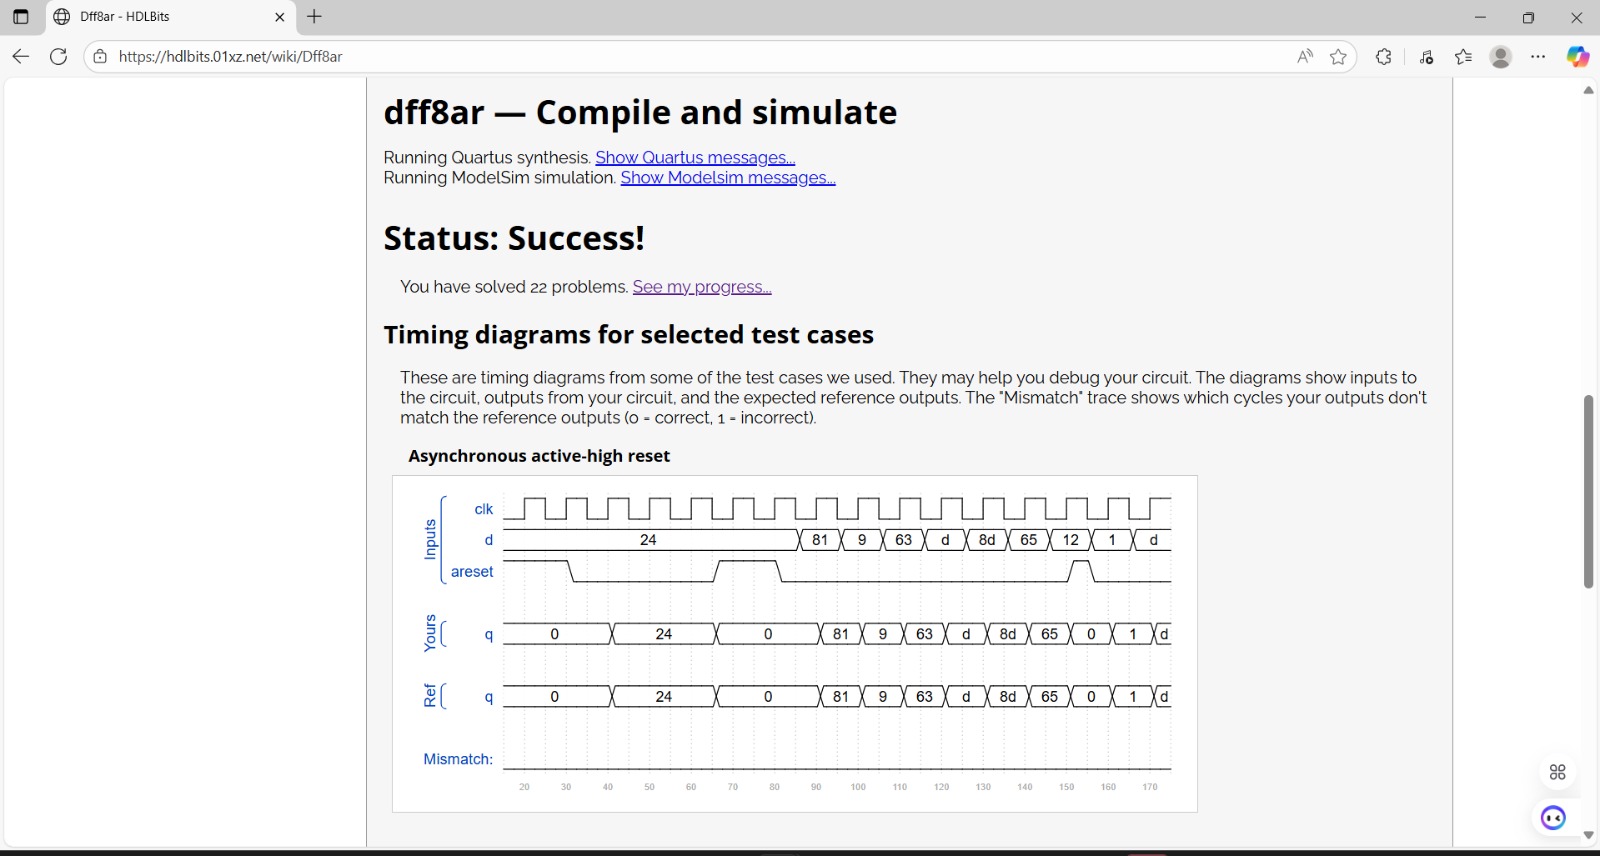 Dff8ar - HDLBits
https://hdlbits.01xz.net/wiki/Dff8ar
dff8ar — Compile and simulate
Running Quartus synthesis. Show Quartus messages...
Running ModelSim simulation. Show Modelsim messages...
Status: Success!
You have solved 22 problems. See my progress...
Timing diagrams for selected test cases
These are timing diagrams from some of the test cases we used. They may help you debug your circuit. The diagrams show inputs to
the circuit, outputs from your circuit, and the expected reference outputs. The "Mismatch" trace shows which cycles your outputs don't
match the reference outputs (0 = correct, 1 = incorrect).
Asynchronous active-high reset
Inputs
clk
d 24 81 9 63 d 8d 65 12 1 d
areset
Yours
q 0 24 0 81 9 63 d 8d 65 0 1 d
Ref
q 0 24 0 81 9 63 d 8d 65 0 1 d
Mismatch:
20 30 40 50 60 70 80 90 100 110 120 130 140 150 160 170